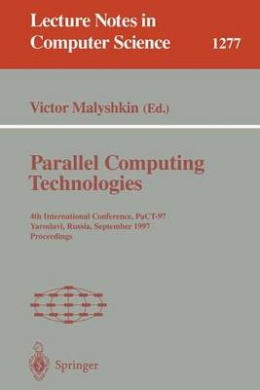 Lecture Notes in
Computer Science
1277
Victor Malyshkin (Ed.)
Parallel Computing
Technologies
4th International Conference, PaCT-97
Yaroslavl, Russia, September 1997
Proceedings
Springer